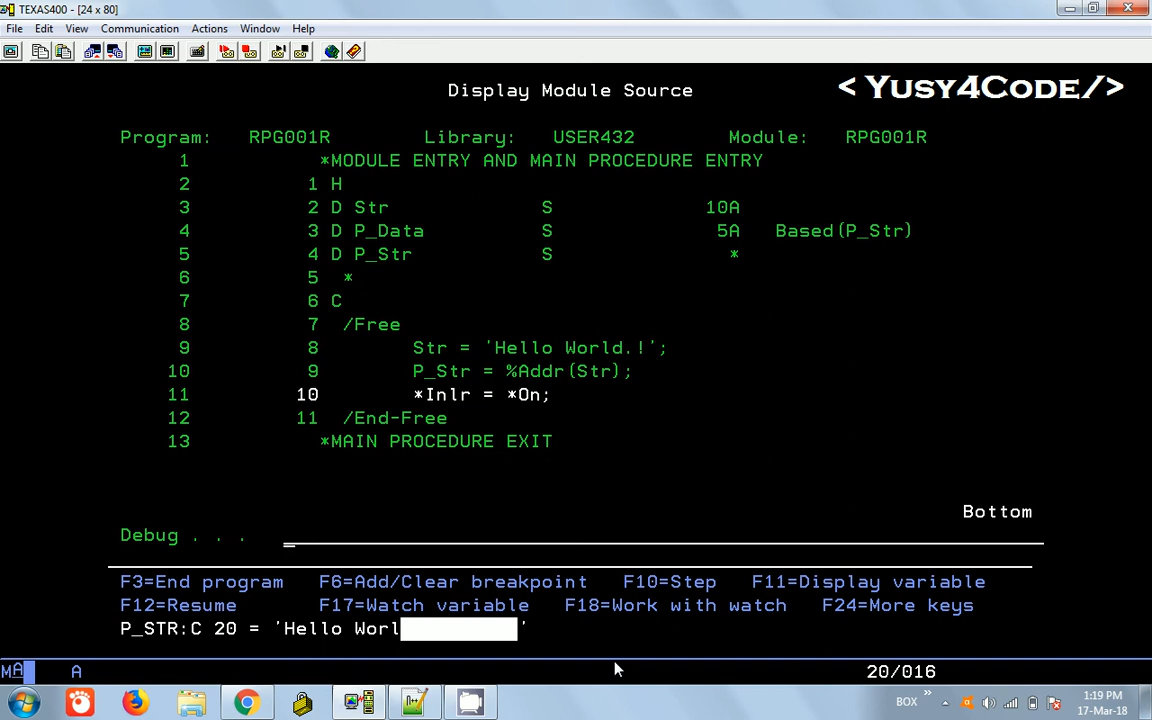 TEXAS400 - [24 x 80]
File Edit View Communication Actions Window Help
Display Module Source
< Yusy4Code/>
Program: RPG001R Library: USER432 Module: RPG001R
1 *MODULE ENTRY AND MAIN PROCEDURE ENTRY
2 1 H
3 2 D Str S 10A
4 3 D P_Data S 5A Based(P_Str)
5 4 D P_Str S *
6 5 *
7 6 C
8 7 /Free
9 8 Str = 'Hello World.!';
10 9 P_Str = %Addr(Str);
11 10 *Inlr = *On;
12 11 /End-Free
13 *MAIN PROCEDURE EXIT
Bottom
Debug . . .
F3=End program F6=Add/Clear breakpoint F10=Step F11=Display variable
F12=Resume F17=Watch variable F18=Work with watch F24=More keys
P_STR:C 20 = 'Hello Worl '
MA A 20/016
BOX » 1:19 PM
17-Mar-18